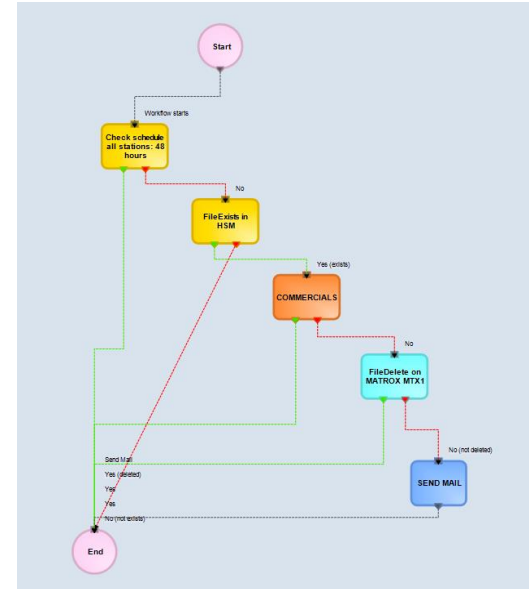 Start
Workflow starts
Check schedule
all stations: 48
hours
No
FileExists in
HSM
Yes (exists)
COMMERCIALS
No
FileDelete on
MATROX MTX1
No (not deleted)
Send Mail
Yes (deleted)
SEND MAIL
Yes
Yes
No (not exists)
End